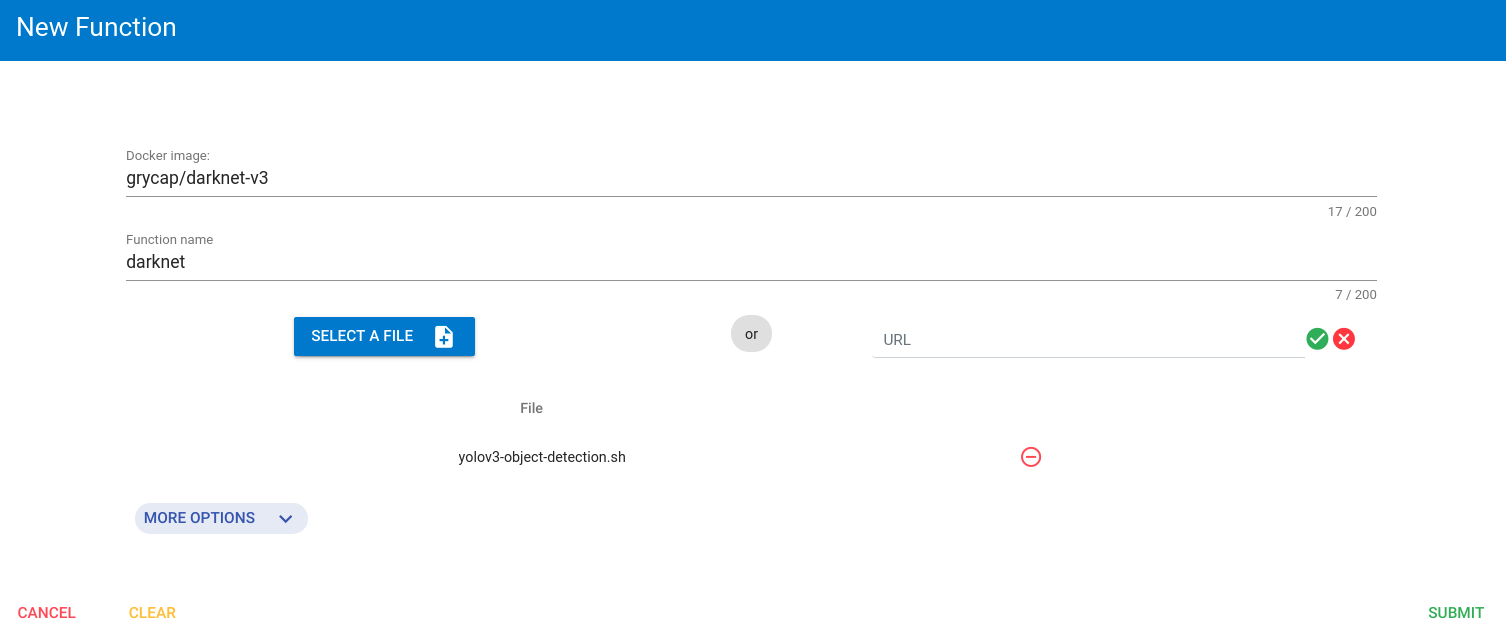 New Function
Docker image:
grycap/darknet-v3
17 / 200
Function name
darknet
7 / 200
SELECT A FILE
or
URL
File
yolov3-object-detection.sh
MORE OPTIONS
CANCEL CLEAR SUBMIT